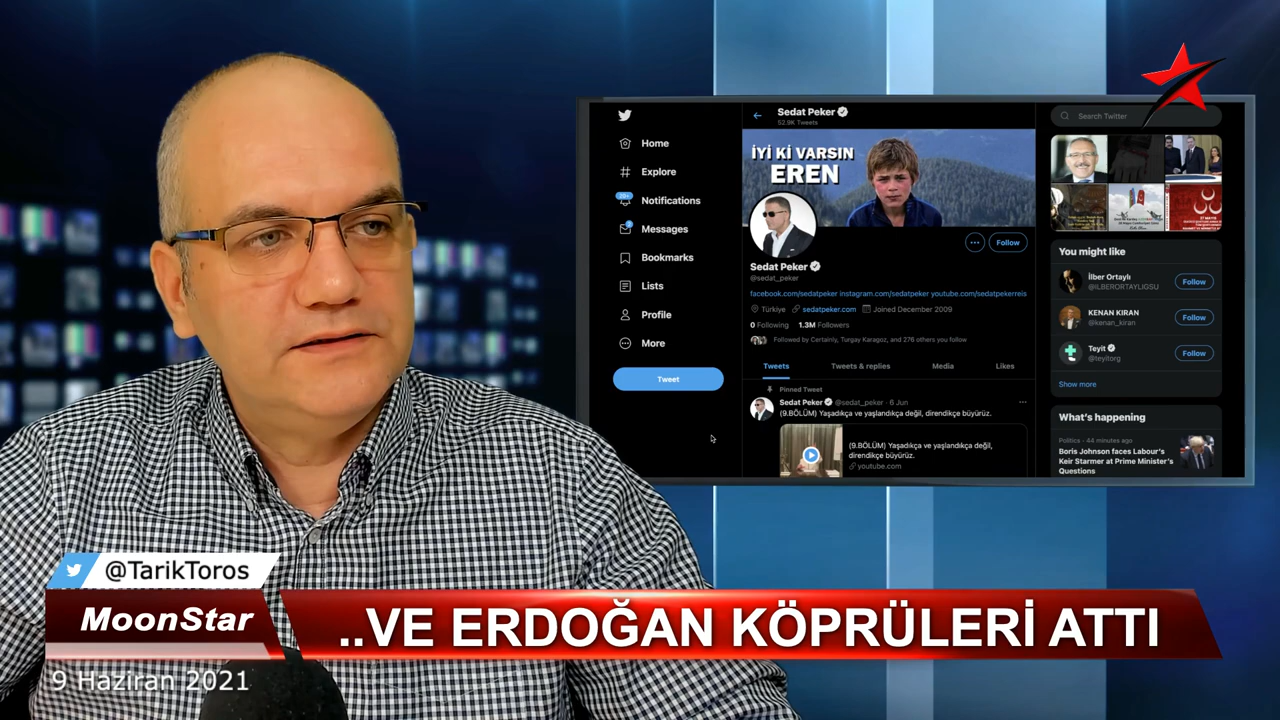 Home
Explore
20+
Notifications
Messages
Bookmarks
Lists
Profile
More
Tweet
Sedat Peker
52.9K Tweets
İYİ Kİ VARSIN
EREN
Follow
Sedat Peker
@sedat_peker
facebook.com/sedatpeker instagram.com/sedatpeker youtube.com/sedatpekerreis
Türkiye sedatpeker.com Joined December 2009
0 Following 1.3M Followers
Followed by Certainly, Turgay Karagoz, and 276 others you follow
Tweets Tweets & replies Media Likes
Pinned Tweet
Sedat Peker @sedat_peker · 6 Jun
(9.BÖLÜM) Yaşadıkça ve yaşlandıkça değil, direndikçe büyürüz.
(9.BÖLÜM) Yaşadıkça ve yaşlandıkça değil,
direndikçe büyürüz.
youtube.com
Search Twitter
You might like
İlber Ortaylı
@ILBERORTAYLIGSU
Follow
KENAN KIRAN
@kenan_kiran
Follow
Teyit
@teyitorg
Follow
Show more
What's happening
Politics · 44 minutes ago
Boris Johnson faces Labour's
Keir Starmer at Prime Minister's
Questions
@TarikToros
MoonStar
..VE ERDOĞAN KÖPRÜLERİ ATTI
9 Haziran 2021